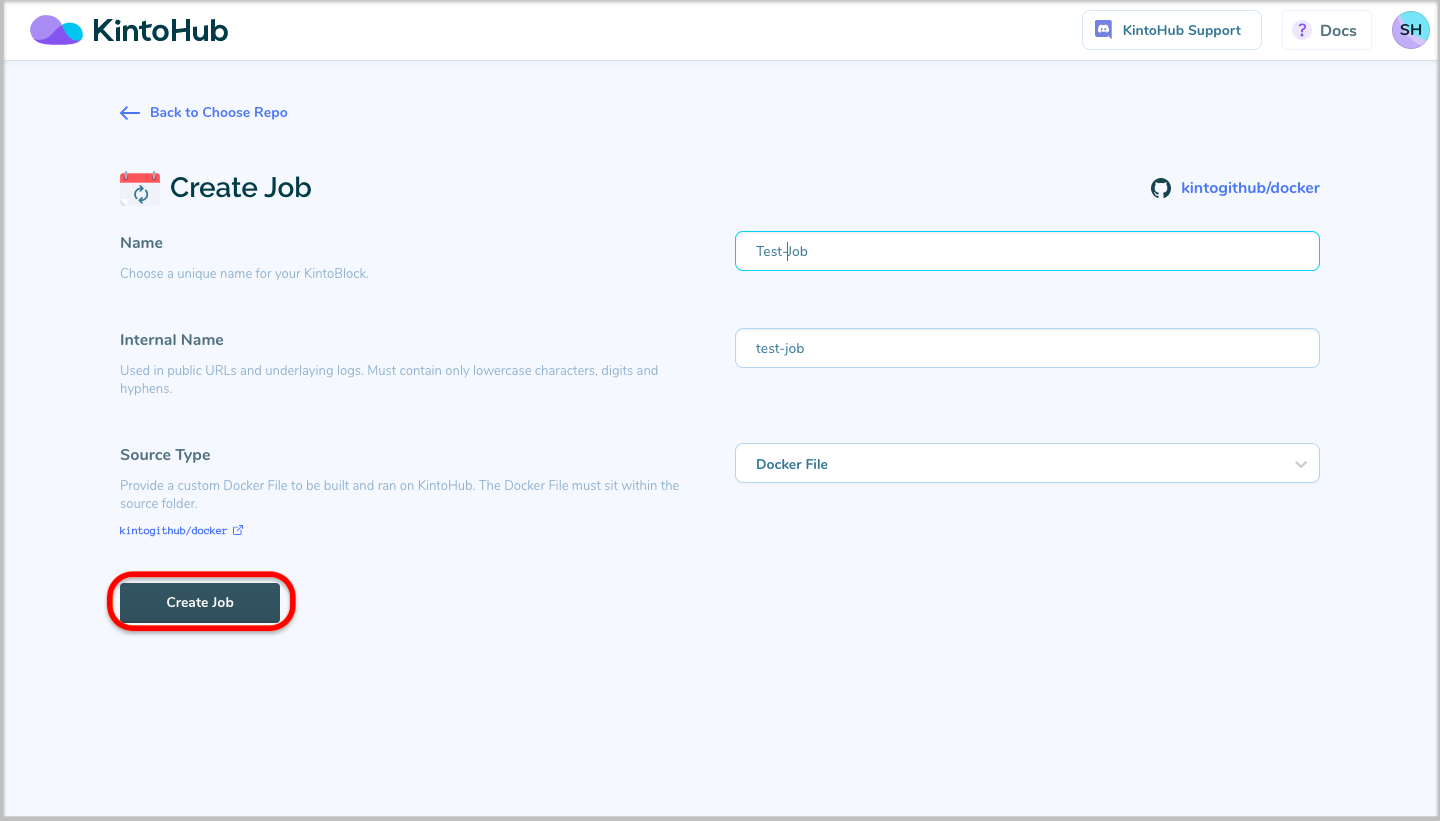 KintoHub
KintoHub Support
? Docs
SH
Back to Choose Repo
Create Job
kintogithub/docker
Name
Test-Job
Choose a unique name for your KintoBlock.
Internal Name
test-job
Used in public URLs and underlaying logs. Must contain only lowercase characters, digits and
hyphens.
Source Type
Docker File
Provide a custom Docker File to be built and ran on KintoHub. The Docker File must sit within the
source folder.
kintogithub/docker
Create Job